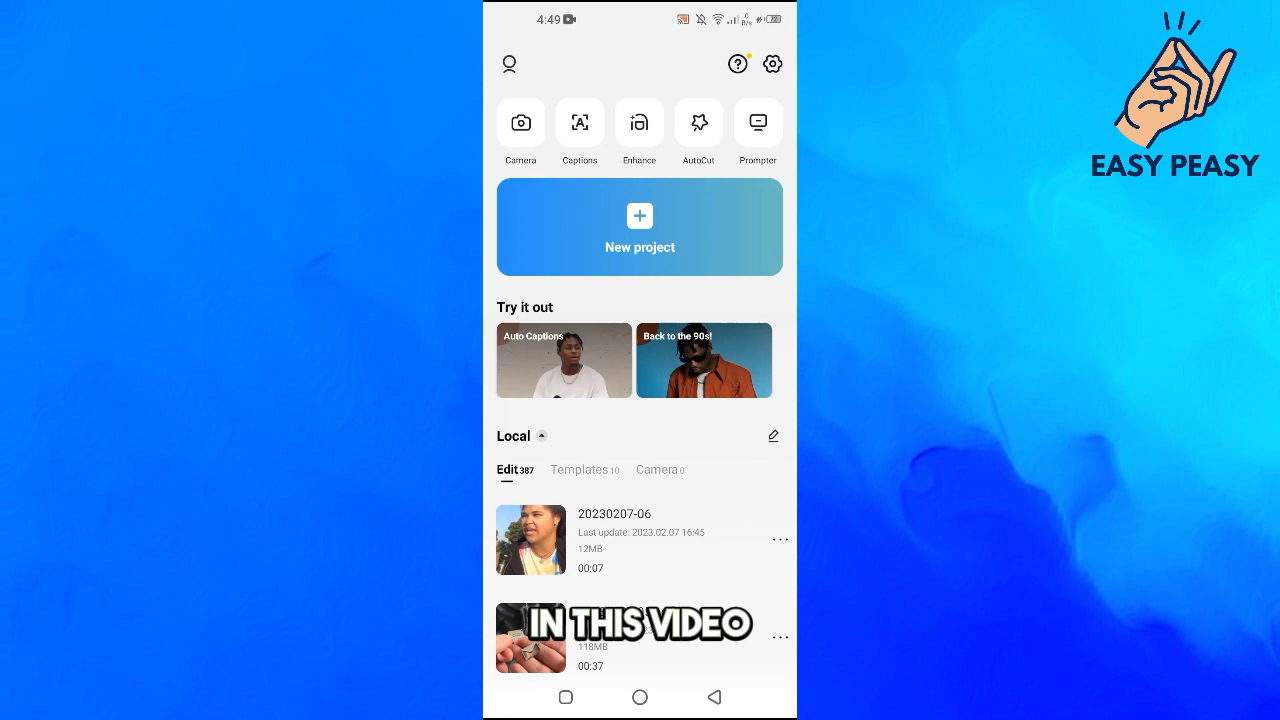 4:49
0
B/s
72
EASY PEASY
Camera
Captions
Enhance
AutoCut
Prompter
New project
Try it out
Auto Captions
Back to the 90s!
Local
Edit 387
Templates 10
Camera 0
20230207-06
Last update: 2023.02.07 16:45
12MB
00:07
IN THIS VIDEO
118MB
00:37